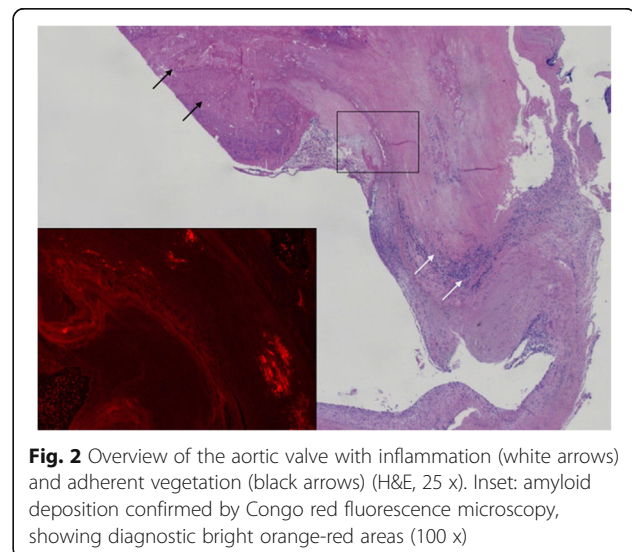 Fig. 2 Overview of the aortic valve with inflammation (white arrows)
and adherent vegetation (black arrows) (H&E, 25 x). Inset: amyloid
deposition confirmed by Congo red fluorescence microscopy,
showing diagnostic bright orange-red areas (100 x)